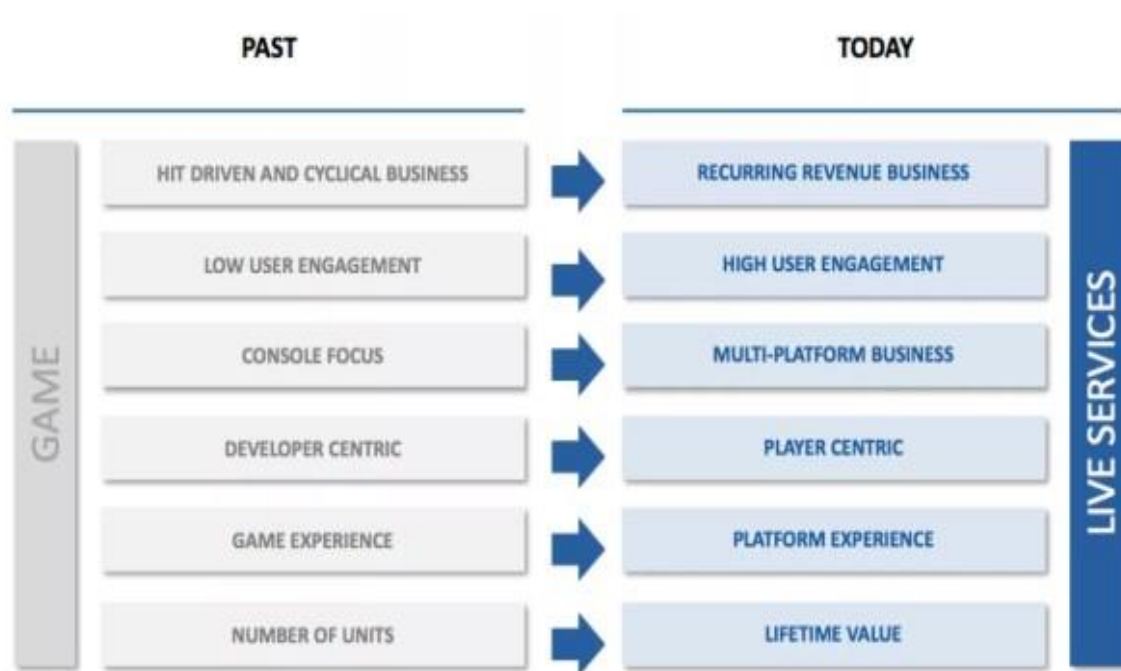 PAST
TODAY
GAME
HIT DRIVEN AND CYCLICAL BUSINESS
RECURRING REVENUE BUSINESS
LOW USER ENGAGEMENT
HIGH USER ENGAGEMENT
CONSOLE FOCUS
MULTI-PLATFORM BUSINESS
DEVELOPER CENTRIC
PLAYER CENTRIC
GAME EXPERIENCE
PLATFORM EXPERIENCE
NUMBER OF UNITS
LIFETIME VALUE
LIVE SERVICES